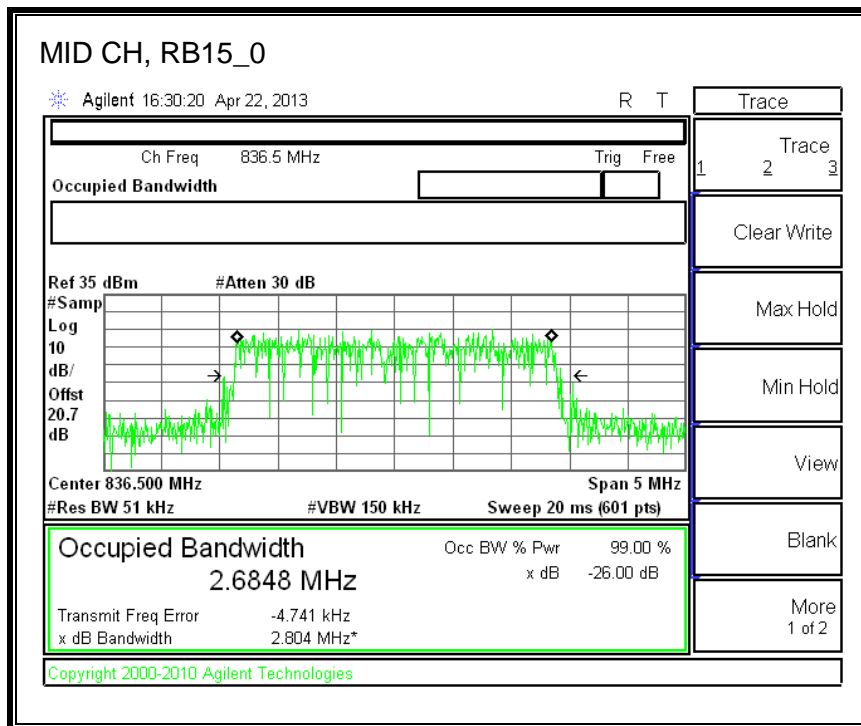 MID CH, RB15_0
Agilent 16:30:20 Apr 22, 2013 R T
Trace
Ch Freq 836.5 MHz Trig Free
Occupied Bandwidth
Trace
1 2 3
Clear Write
Max Hold
Min Hold
View
Blank
More
1 of 2
Ref 35 dBm #Atten 30 dB
#Samp
Log
10
dB/
Offst
20.7
dB
Center 836.500 MHz Span 5 MHz
#Res BW 51 kHz #VBW 150 kHz Sweep 20 ms (601 pts)
Occupied Bandwidth Occ BW % Pwr 99.00 %
2.6848 MHz x dB -26.00 dB
Transmit Freq Error -4.741 kHz
x dB Bandwidth 2.804 MHz*
Copyright 2000-2010 Agilent Technologies